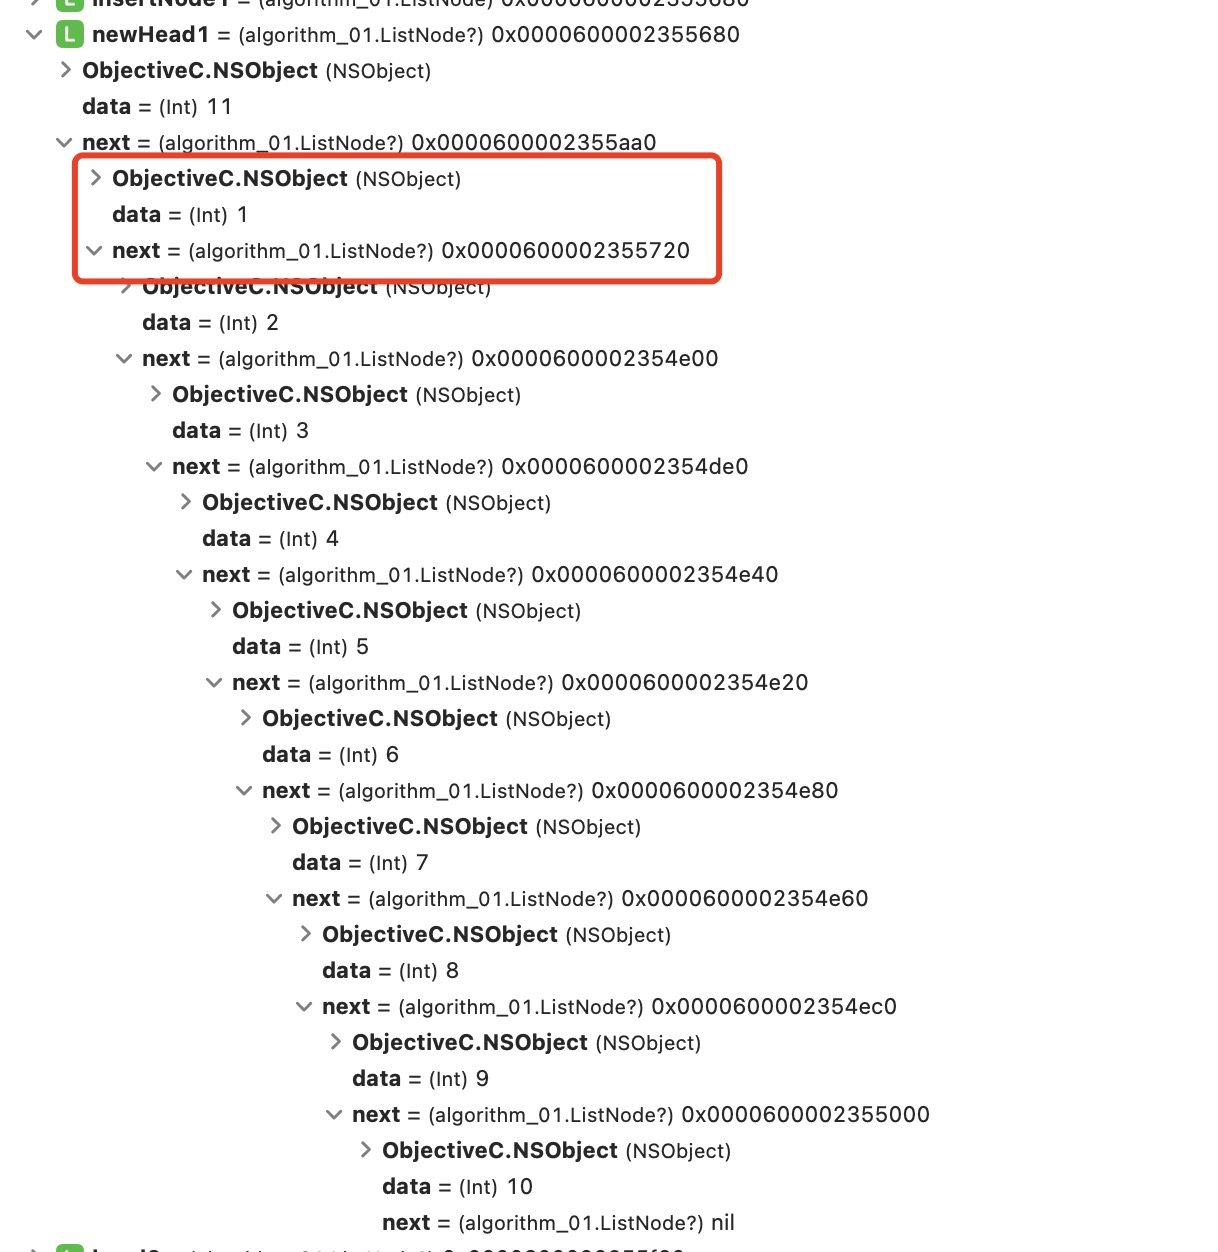 insertNode1 = (algorithm_01.ListNode) 0x0000600002355680
L newHead1 = (algorithm_01.ListNode?) 0x0000600002355680
ObjectiveC.NSObject (NSObject)
data = (Int) 11
next = (algorithm_01.ListNode?) 0x0000600002355aa0
ObjectiveC.NSObject (NSObject)
data = (Int) 1
next = (algorithm_01.ListNode?) 0x0000600002355720
ObjectiveC.NSObject (NSObject)
data = (Int) 2
next = (algorithm_01.ListNode?) 0x0000600002354e00
ObjectiveC.NSObject (NSObject)
data = (Int) 3
next = (algorithm_01.ListNode?) 0x0000600002354de0
ObjectiveC.NSObject (NSObject)
data = (Int) 4
next = (algorithm_01.ListNode?) 0x0000600002354e40
ObjectiveC.NSObject (NSObject)
data = (Int) 5
next = (algorithm_01.ListNode?) 0x0000600002354e20
ObjectiveC.NSObject (NSObject)
data = (Int) 6
next = (algorithm_01.ListNode?) 0x0000600002354e80
ObjectiveC.NSObject (NSObject)
data = (Int) 7
next = (algorithm_01.ListNode?) 0x0000600002354e60
ObjectiveC.NSObject (NSObject)
data = (Int) 8
next = (algorithm_01.ListNode?) 0x0000600002354ec0
ObjectiveC.NSObject (NSObject)
data = (Int) 9
next = (algorithm_01.ListNode?) 0x0000600002355000
ObjectiveC.NSObject (NSObject)
data = (Int) 10
next = (algorithm_01.ListNode?) nil